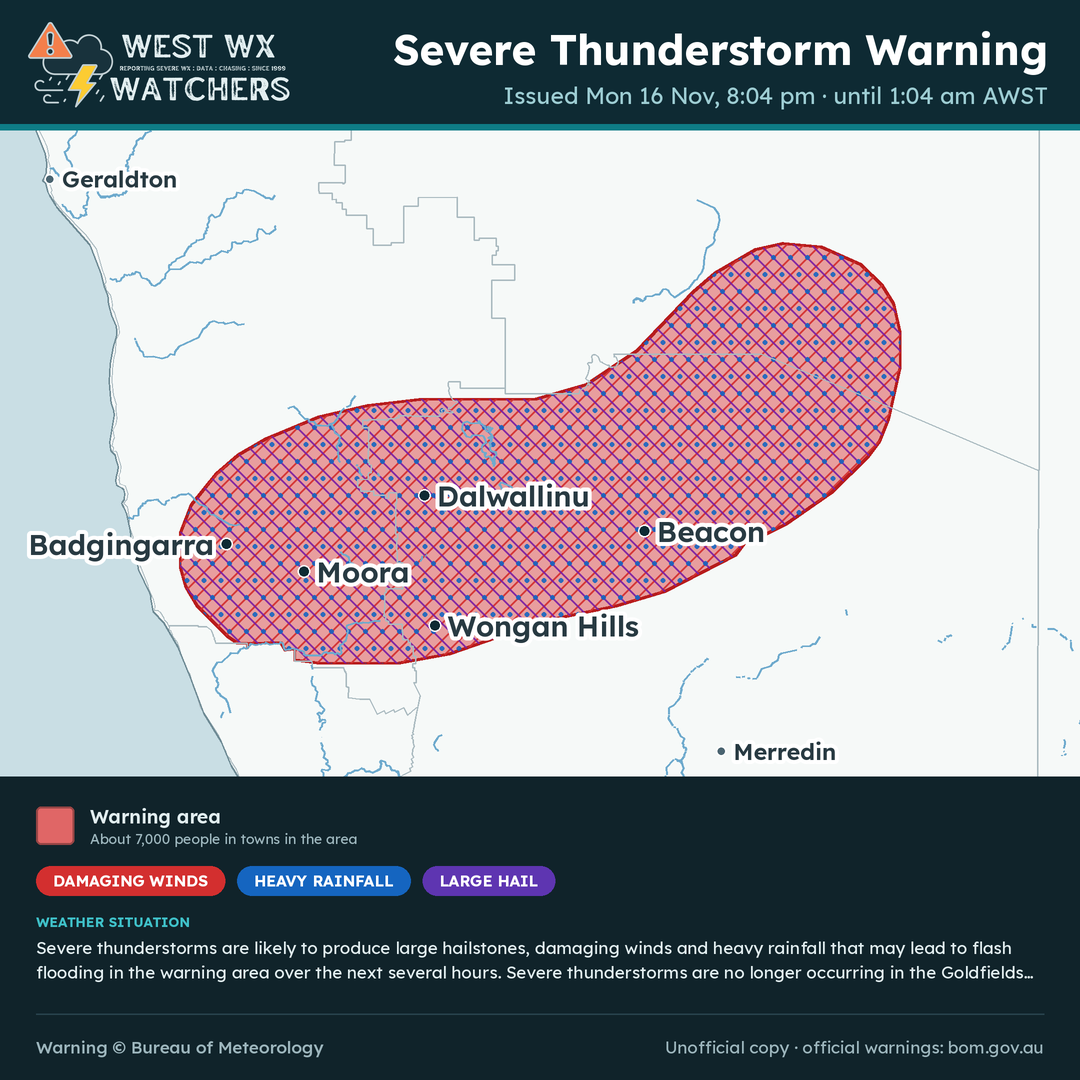 WEST WX
REPORTING SEVERE WX : DATA : CHASING : SINCE 1999
WATCHERS
Severe Thunderstorm Warning
Issued Mon 16 Nov, 8:04 pm · until 1:04 am AWST
Geraldton
Dalwallinu
Beacon
Badgingarra
Moora
Wongan Hills
Merredin
Warning area
About 7,000 people in towns in the area
DAMAGING WINDS
HEAVY RAINFALL
LARGE HAIL
WEATHER SITUATION
Severe thunderstorms are likely to produce large hailstones, damaging winds and heavy rainfall that may lead to flash
flooding in the warning area over the next several hours. Severe thunderstorms are no longer occurring in the Goldfields…
Warning © Bureau of Meteorology
Unofficial copy · official warnings: bom.gov.au